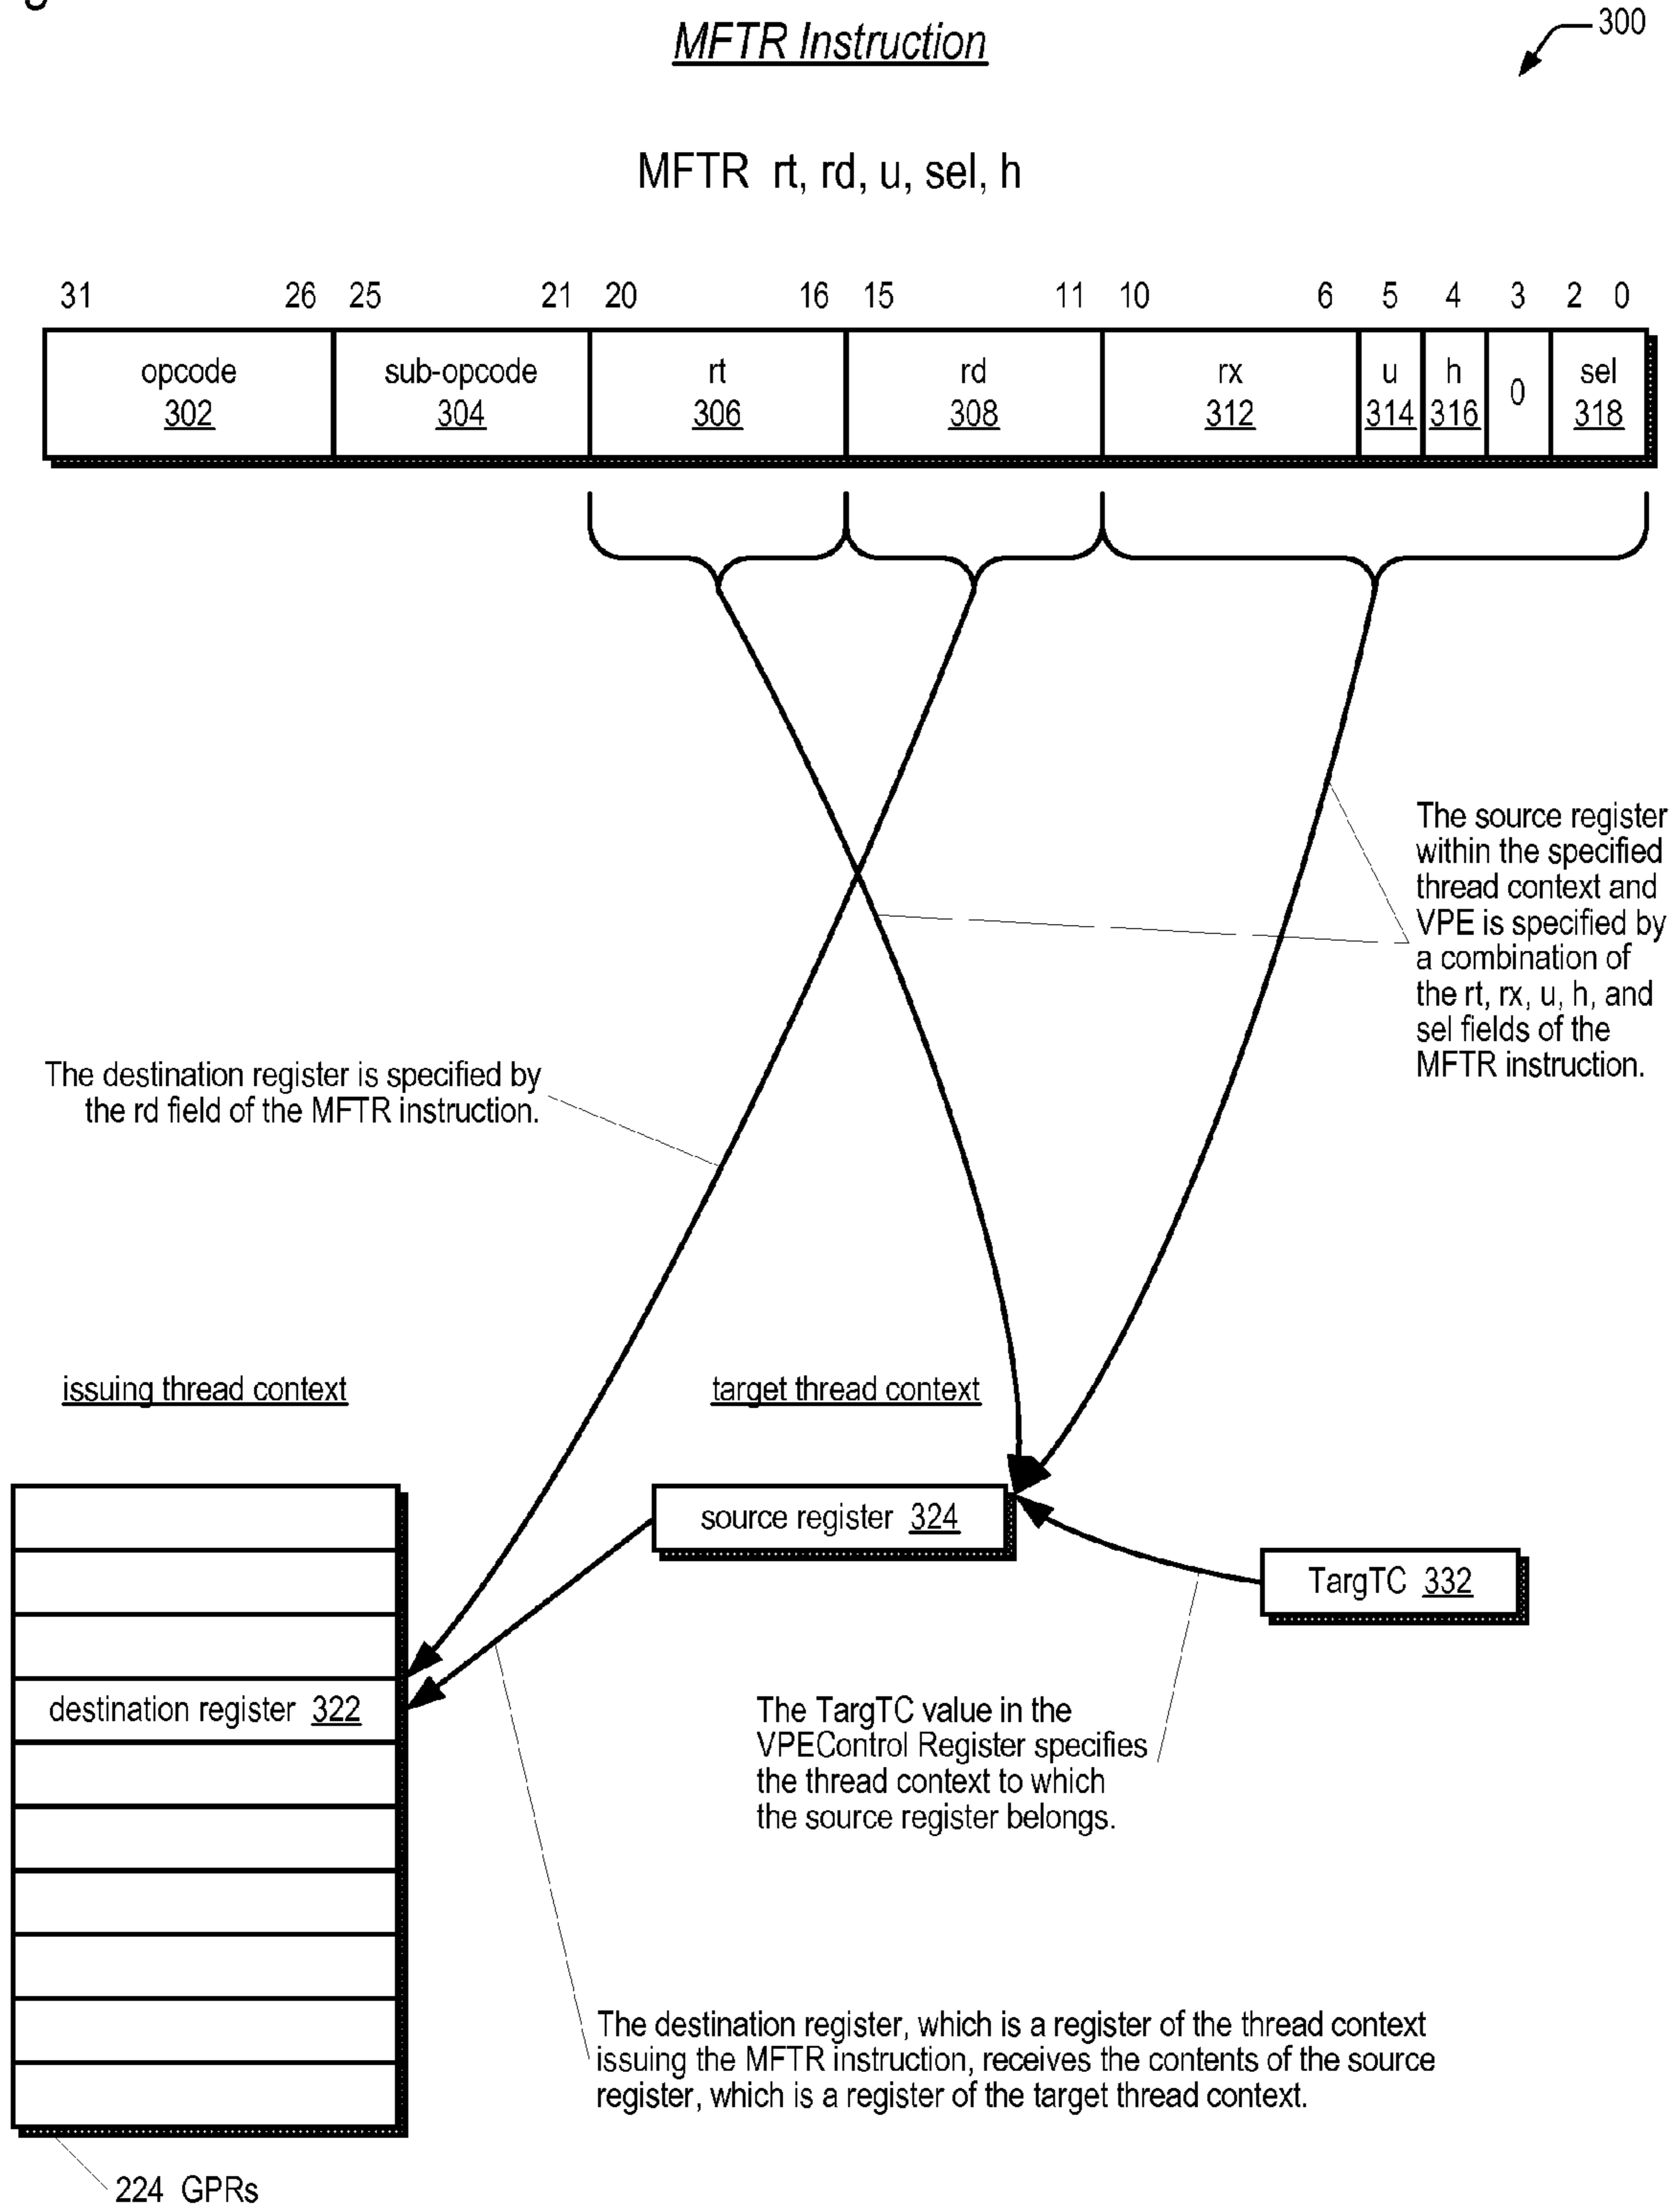 MFTR Instruction
300
MFTR rt, rd, u, sel, h
31 26 25 21 20 16 15 11 10 6 5 4 3 2 0
opcode sub-opcode rt rd rx u h 0 sel
302 304 306 308 312 314 316 318
The source register
within the specified
thread context and
VPE is specified by
a combination of
the rt, rx, u, h, and
sel fields of the
MFTR instruction.
The destination register is specified by
the rd field of the MFTR instruction.
issuing thread context
target thread context
source register 324
TargTC 332
destination register 322
The TargTC value in the
VPEControl Register specifies
the thread context to which
the source register belongs.
The destination register, which is a register of the thread context
issuing the MFTR instruction, receives the contents of the source
register, which is a register of the target thread context.
224 GPRs